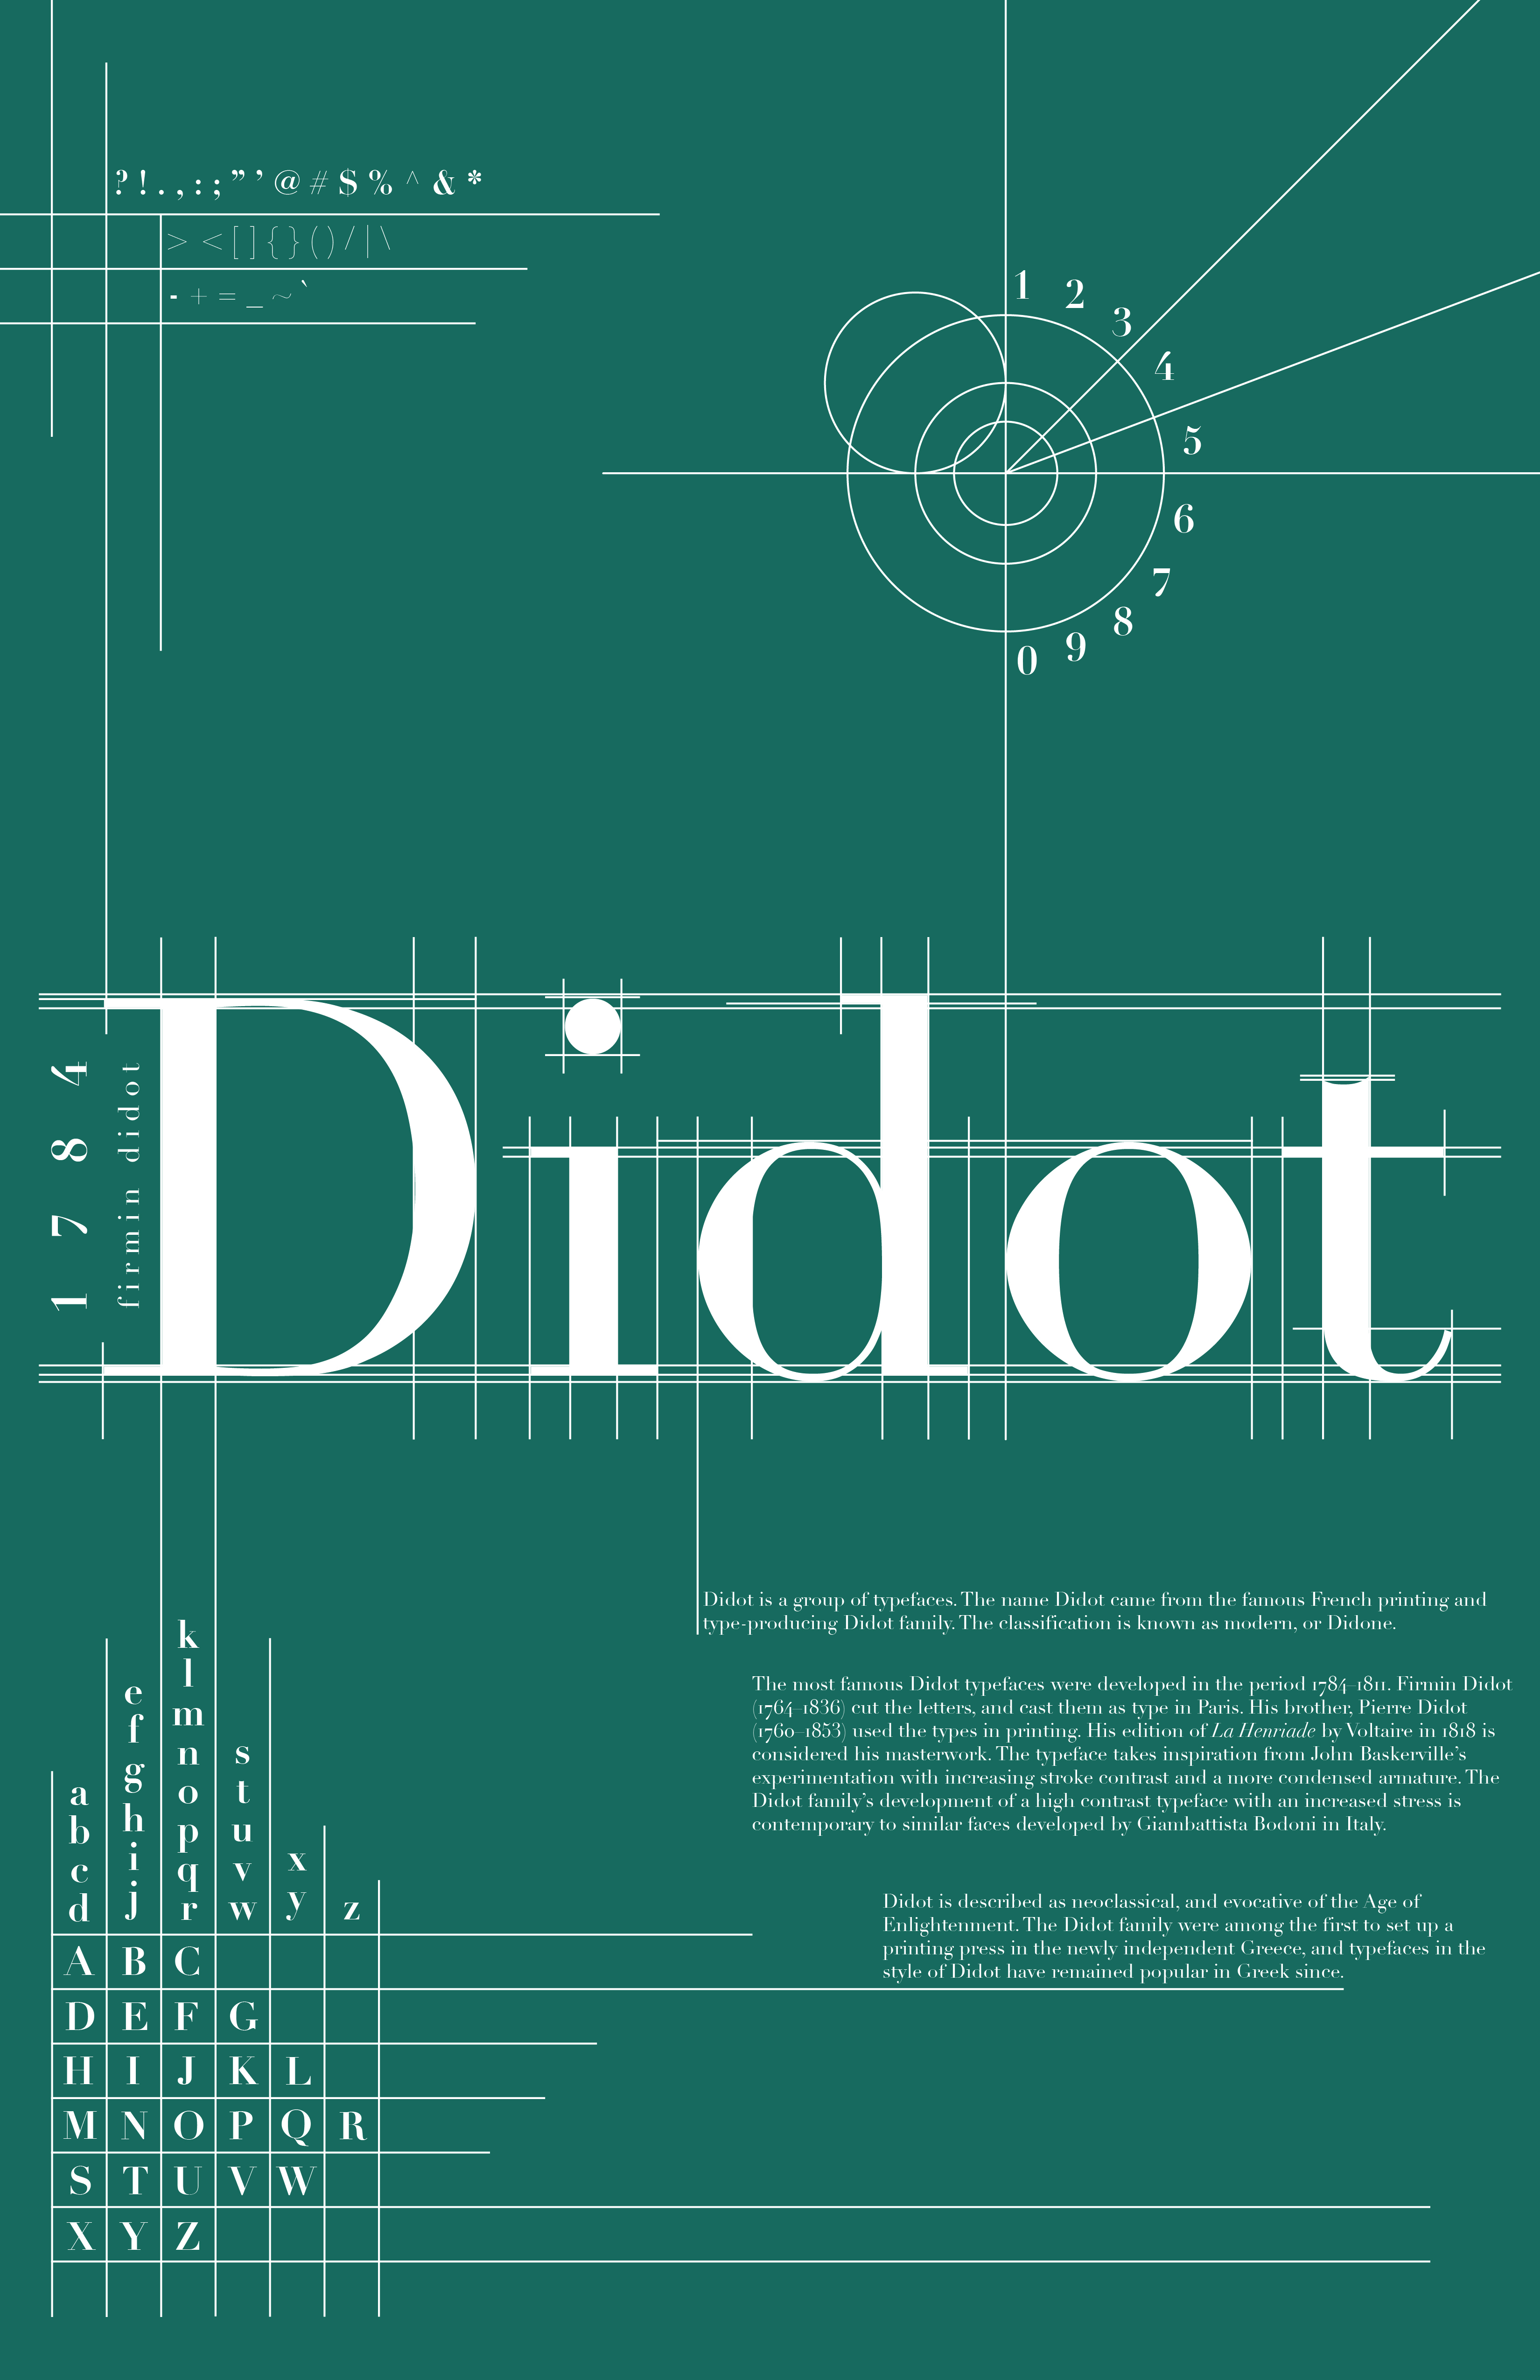 ?!.,:;”’@#$%^&*
><[]{}()/|\
-+=_~`
1
2
3
4
5
6
7
8
9
0
Didot
1784
firmin didot
Didot is a group of typefaces. The name Didot came from the famous French printing and
type-producing Didot family. The classification is known as modern, or Didone.
The most famous Didot typefaces were developed in the period 1784–1811. Firmin Didot
(1764–1836) cut the letters, and cast them as type in Paris. His brother, Pierre Didot
(1760–1853) used the types in printing. His edition of La Henriade by Voltaire in 1818 is
considered his masterwork. The typeface takes inspiration from John Baskerville’s
experimentation with increasing stroke contrast and a more condensed armature. The
Didot family’s development of a high contrast typeface with an increased stress is
contemporary to similar faces developed by Giambattista Bodoni in Italy.
Didot is described as neoclassical, and evocative of the Age of
Enlightenment. The Didot family were among the first to set up a
printing press in the newly independent Greece, and typefaces in the
style of Didot have remained popular in Greek since.
a
b
c
d
e
f
g
h
i
j
k
l
m
n
o
p
q
r
s
t
u
v
w
x
y
z
A B C
D E F G
H I J K L
M N O P Q R
S T U V W
X Y Z